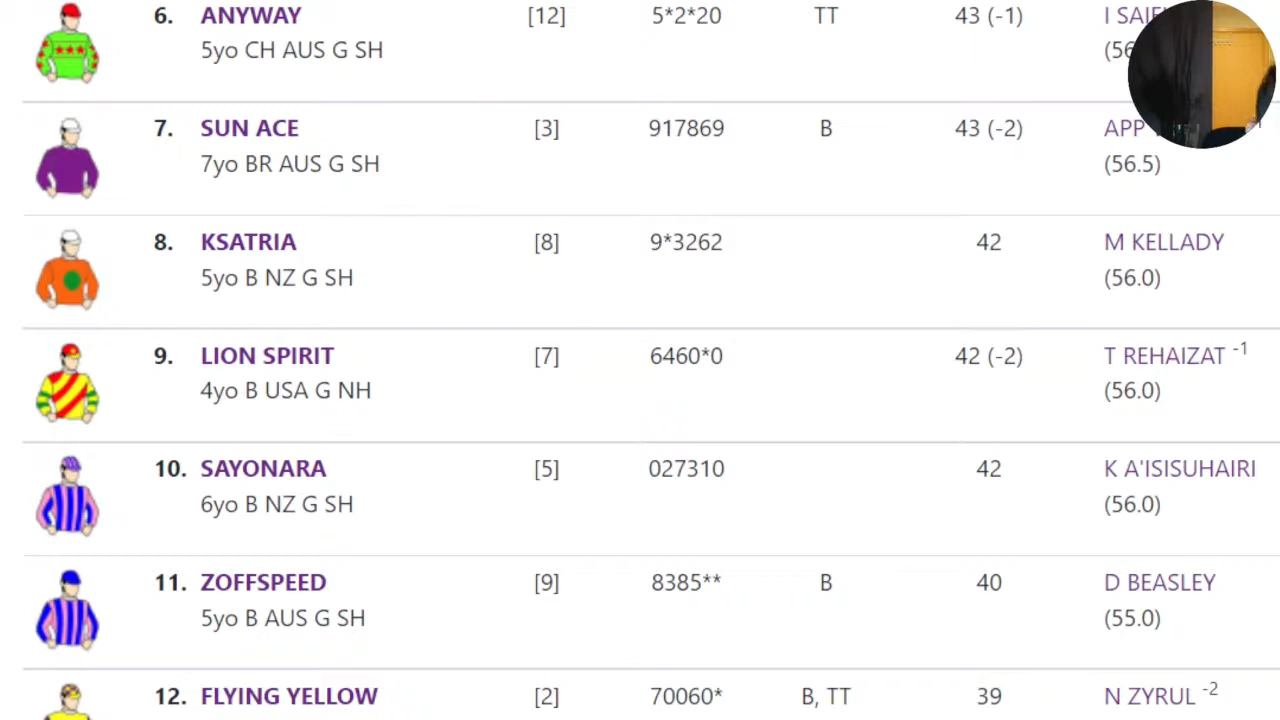 6. ANYWAY [12] 5*2*20 TT 43 (-1) I
5yo CH AUS G SH
7. SUN ACE [3] 917869 B 43 (-2) APP
7yo BR AUS G SH (56.5)
8. KSATRIA [8] 9*3262 42 M KELLADY
5yo B NZ G SH (56.0)
9. LION SPIRIT [7] 6460*0 42 (-2) T REHAIZAT -1
4yo B USA G NH (56.0)
10. SAYONARA [5] 027310 42 K A'ISISUHAIRI
6yo B NZ G SH (56.0)
11. ZOFFSPEED [9] 8385** B 40 D BEASLEY
5yo B AUS G SH (55.0)
12. FLYING YELLOW [2] 70060* B, TT 39 N ZYRUL -2